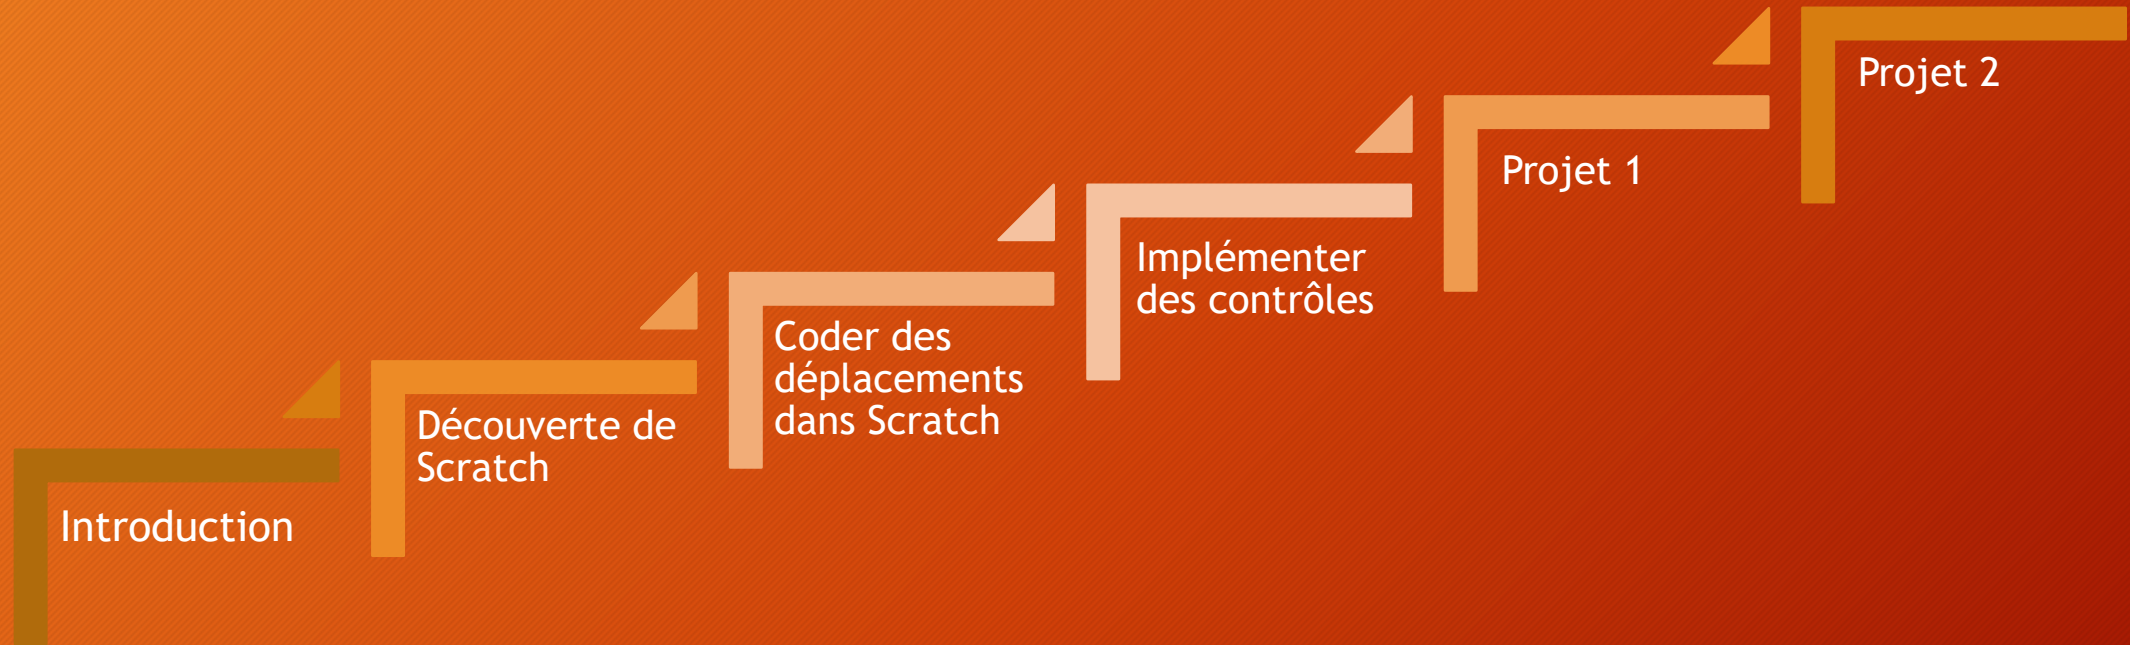 Introduction
Découverte de
Scratch
Coder des
déplacements
dans Scratch
Implémenter
des contrôles
Projet 1
Projet 2